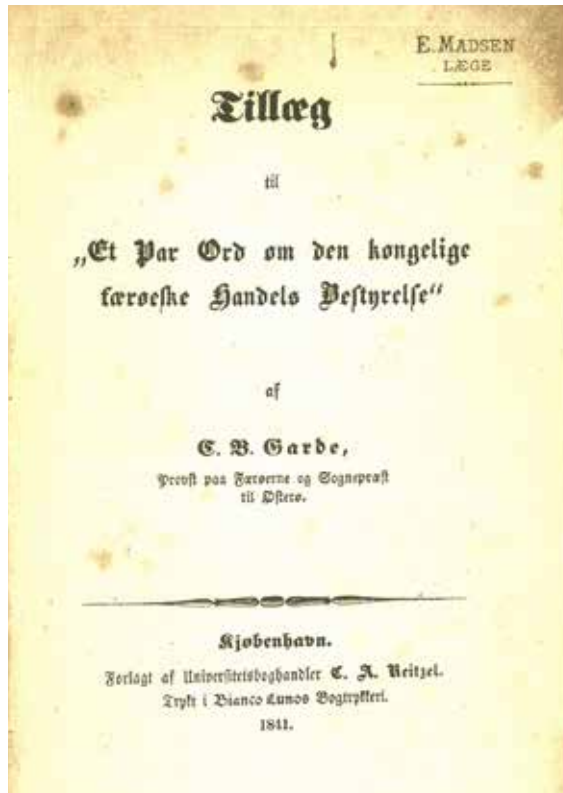 E. MADSEN
LÆGE
Tillæg
til
„Et Par Ord om den kongelige
færøeske Handels Bestyrelse“
af
C. B. Garde,
Provst paa Færøerne og Sognepræst
til Østerø.
Kjøbenhavn.
Forlagt af Universitetsboghandler C. A. Reitzel.
Trykt i Bianco Lunos Bogtrykkeri.
1841.